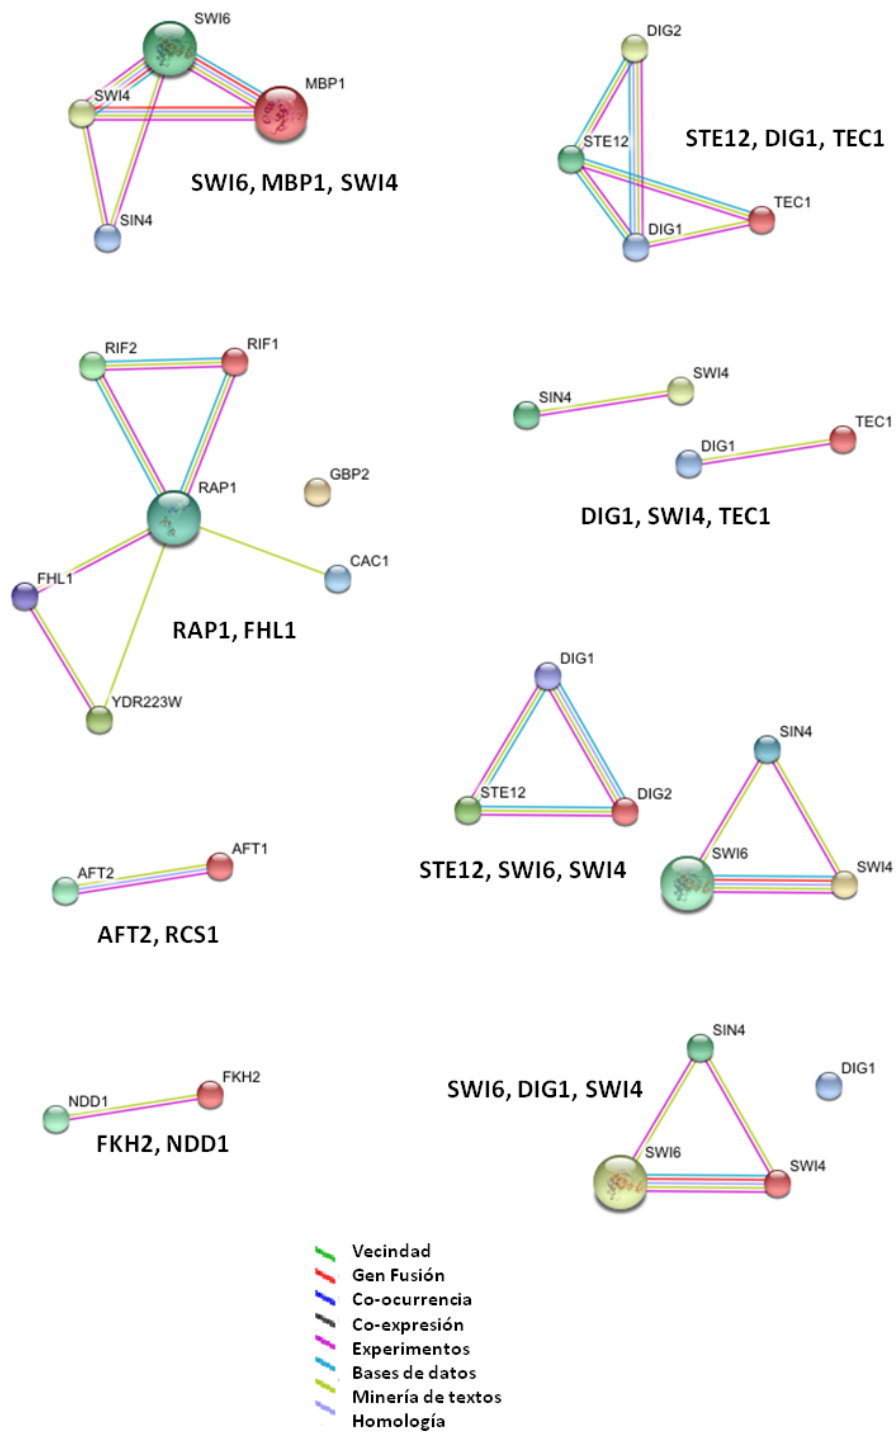 SWI6
MBP1
SWI4
SIN4
SWI6, MBP1, SWI4
DIG2
STE12
TEC1
DIG1
STE12, DIG1, TEC1
RIF2
RIF1
GBP2
RAP1
CAC1
FHL1
YDR223W
RAP1, FHL1
SWI4
SIN4
TEC1
DIG1
DIG1, SWI4, TEC1
DIG1
STE12
DIG2
SIN4
SWI6
SWI4
STE12, SWI6, SWI4
AFT1
AFT2
AFT2, RCS1
FKH2
NDD1
FKH2, NDD1
SIN4
DIG1
SWI6, DIG1, SWI4
SWI6
SWI4
Vecindad
Gen Fusión
Co-ocurrencia
Co-expresión
Experimentos
Bases de datos
Minería de textos
Homología